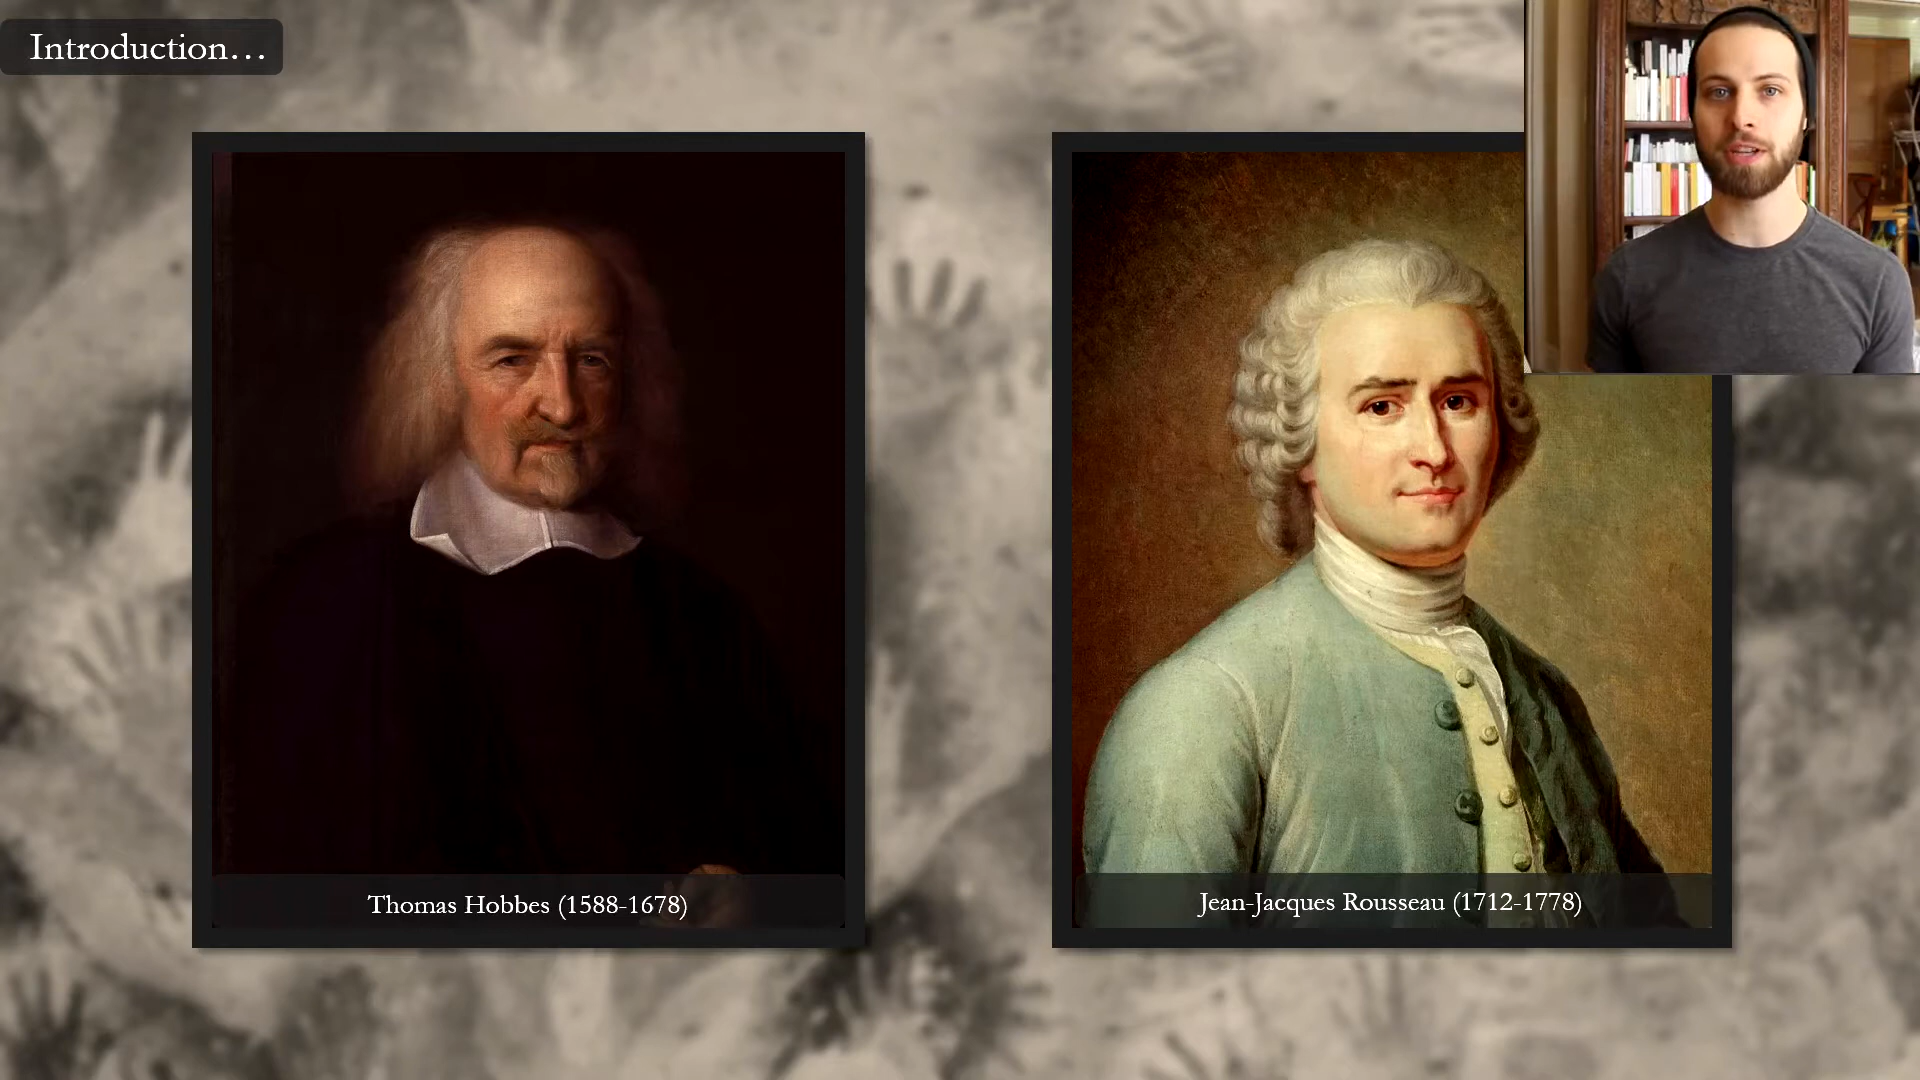 Introduction…
Thomas Hobbes (1588-1678)
Jean-Jacques Rousseau (1712-1778)